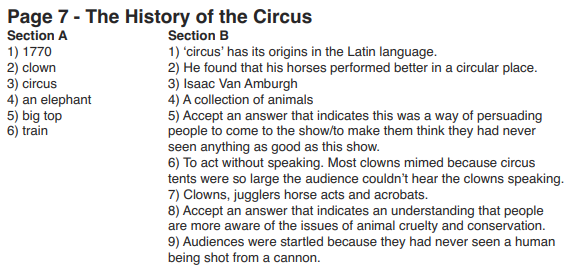 Page 7 - The History of the Circus
Section A
1) 1770
2) clown
3) circus
4) an elephant
5) big top
6) train
Section B
1) ‘circus’ has its origins in the Latin language.
2) He found that his horses performed better in a circular place.
3) Isaac Van Amburgh
4) A collection of animals
5) Accept an answer that indicates this was a way of persuading
people to come to the show/to make them think they had never
seen anything as good as this show.
6) To act without speaking. Most clowns mimed because circus
tents were so large the audience couldn’t hear the clowns speaking.
7) Clowns, jugglers horse acts and acrobats.
8) Accept an answer that indicates an understanding that people
are more aware of the issues of animal cruelty and conservation.
9) Audiences were startled because they had never seen a human
being shot from a cannon.